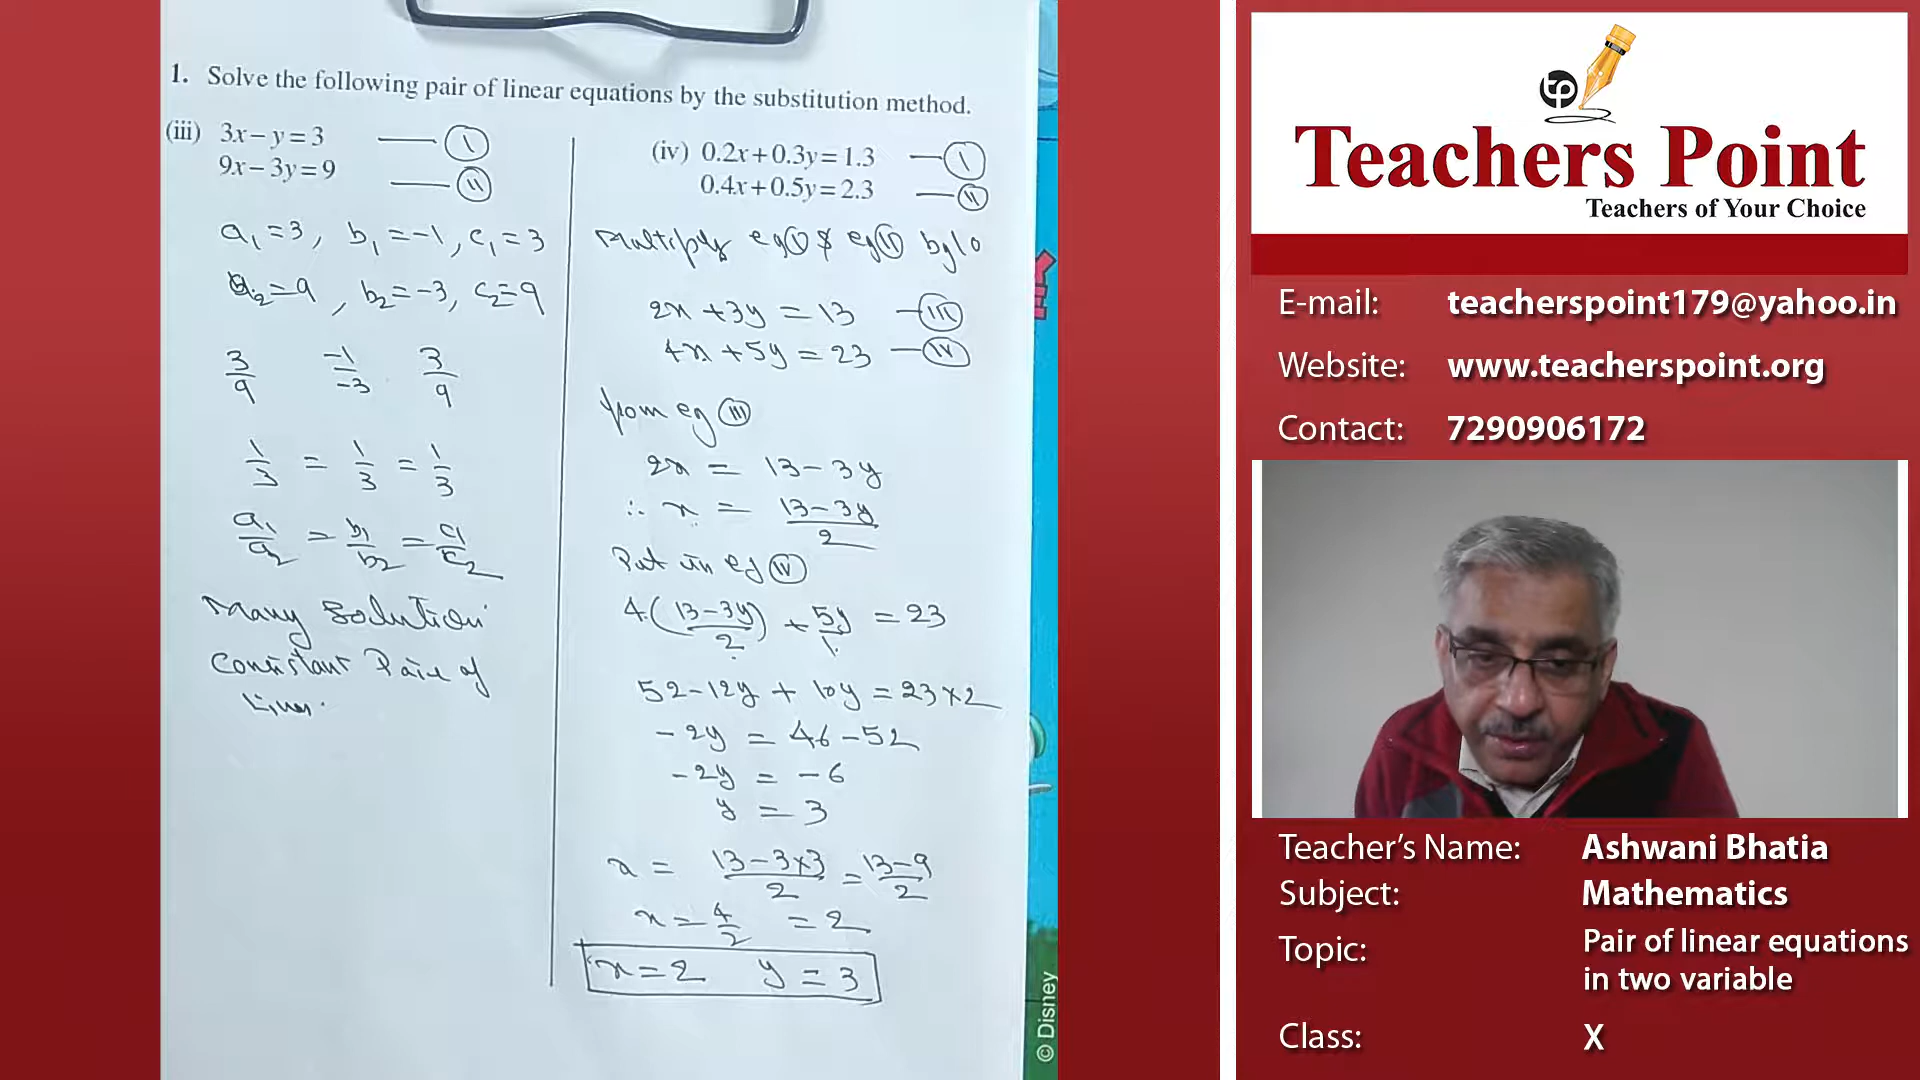 1. Solve the following pair of linear equations by the substitution method.
(iii) 3x – y = 3 — I
9x – 3y = 9 — II
a₁ = 3, b₁ = -1, c₁ = 3
a₂ = 9, b₂ = -3, c₂ = 9
3/9 -1/-3 3/9
1/3 = 1/3 = 1/3
a₁/a₂ = b₁/b₂ = c₁/c₂
Many Solution
Consistant Pair of
Lines.
(iv) 0.2x + 0.3y = 1.3 — I
0.4x + 0.5y = 2.3 — II
Multiply eq I & eq II by 10
2x + 3y = 13 — III
4x + 5y = 23 — IV
from eq III
2x = 13 - 3y
∴ x = (13 - 3y)/2
Put in eq IV
4((13 - 3y)/2) + 5y/1 = 23
52 - 12y + 10y = 23 × 2
-2y = 46 - 52
-2y = -6
y = 3
x = (13 - 3×3)/2 = (13 - 9)/2
x = 4/2 = 2
x = 2 y = 3
© Disney
tp
Teachers Point
Teachers of Your Choice
E-mail: teacherspoint179@yahoo.in
Website: www.teacherspoint.org
Contact: 7290906172
Teacher's Name: Ashwani Bhatia
Subject: Mathematics
Topic: Pair of linear equations
in two variable
Class: X